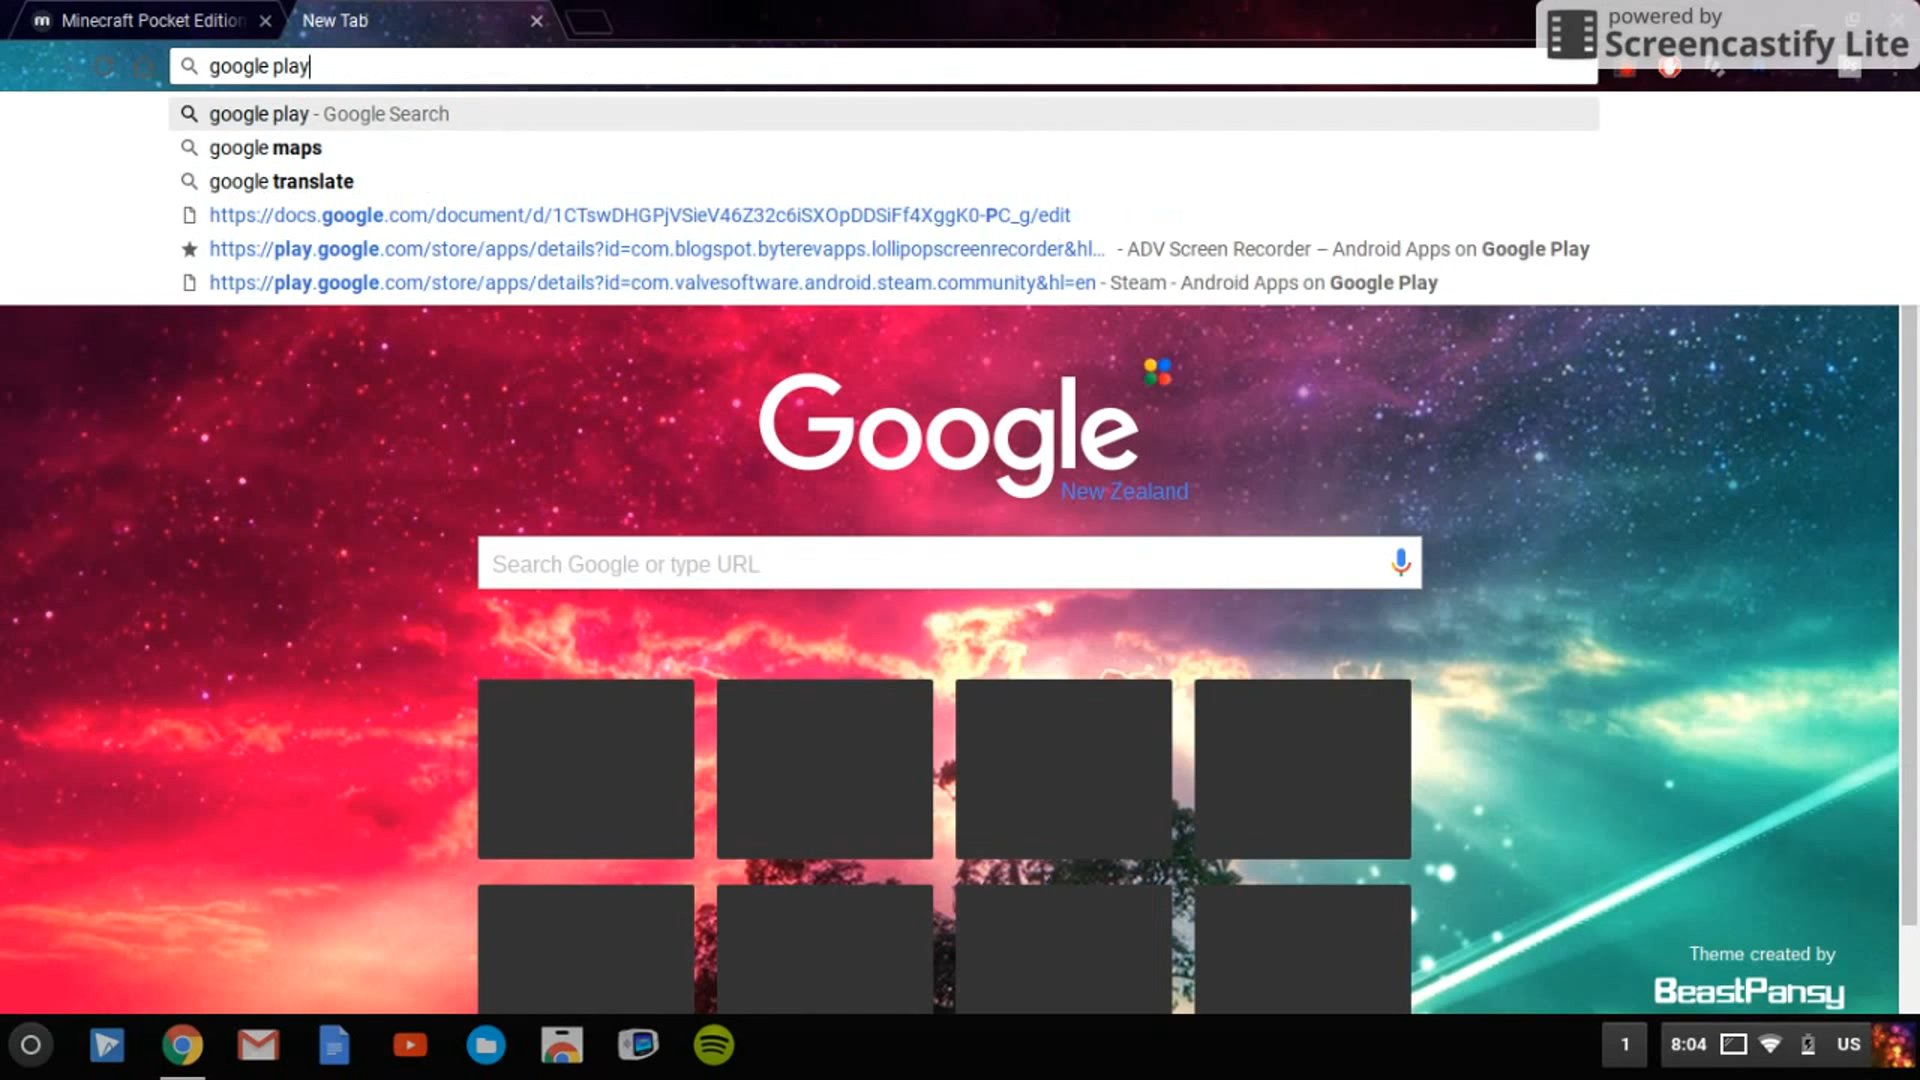 Minecraft Pocket Edition
New Tab
powered by
Screencastify Lite
google play
google play - Google Search
google maps
google translate
https://docs.google.com/document/d/1CTswDHGPjVSieV46Z32c6iSXOpDDSiFf4XggK0-PC_g/edit
https://play.google.com/store/apps/details?id=com.blogspot.byterevapps.lollipopscreenrecorder&hl... - ADV Screen Recorder – Android Apps on Google Play
https://play.google.com/store/apps/details?id=com.valvesoftware.android.steam.community&hl=en - Steam - Android Apps on Google Play
Google
New Zealand
Search Google or type URL
Theme created by
BeastPansy
1
8:04
US